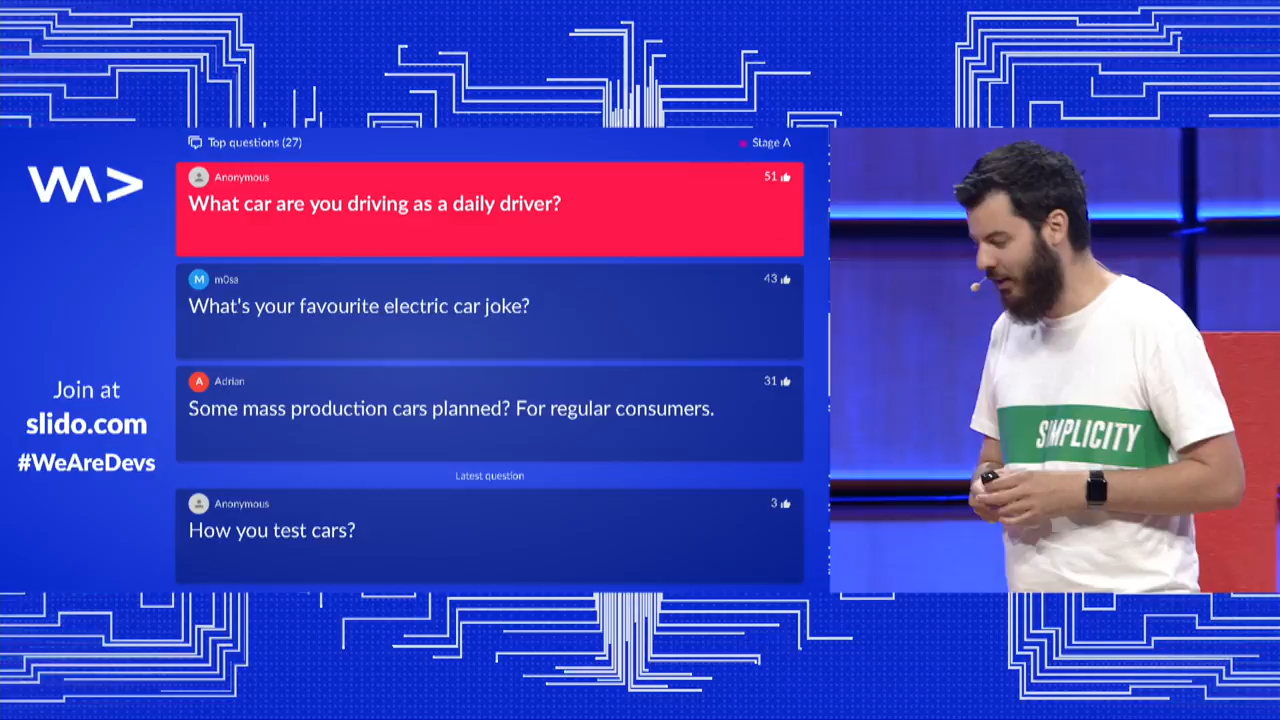 Top questions (27)
Stage A
WA>
Anonymous
51
What car are you driving as a daily driver?
M
m0sa
43
What's your favourite electric car joke?
Join at
slido.com
#WeAreDevs
A
Adrian
31
Some mass production cars planned? For regular consumers.
Latest question
Anonymous
3
How you test cars?
SIMPLICITY